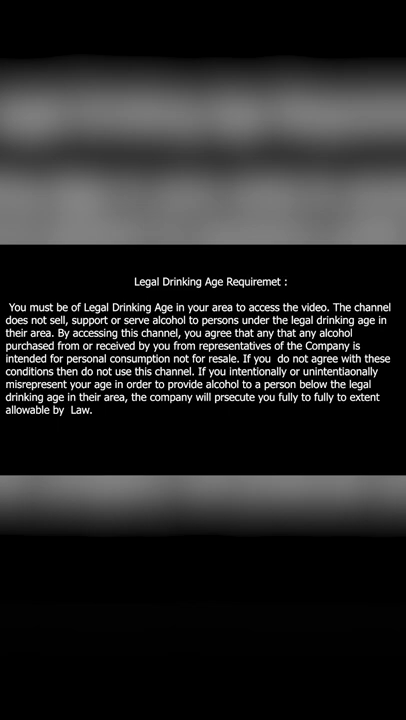 Legal Drinking Age Requiremet :
You must be of Legal Drinking Age in your area to access the video. The channel
does not sell, support or serve alcohol to persons under the legal drinking age in
their area. By accessing this channel, you agree that any that any alcohol
purchased from or received by you from representatives of the Company is
intended for personal consumption not for resale. If you do not agree with these
conditions then do not use this channel. If you intentionally or unintentiaonally
misrepresent your age in order to provide alcohol to a person below the legal
drinking age in their area, the company will prsecute you fully to fully to extent
allowable by Law.